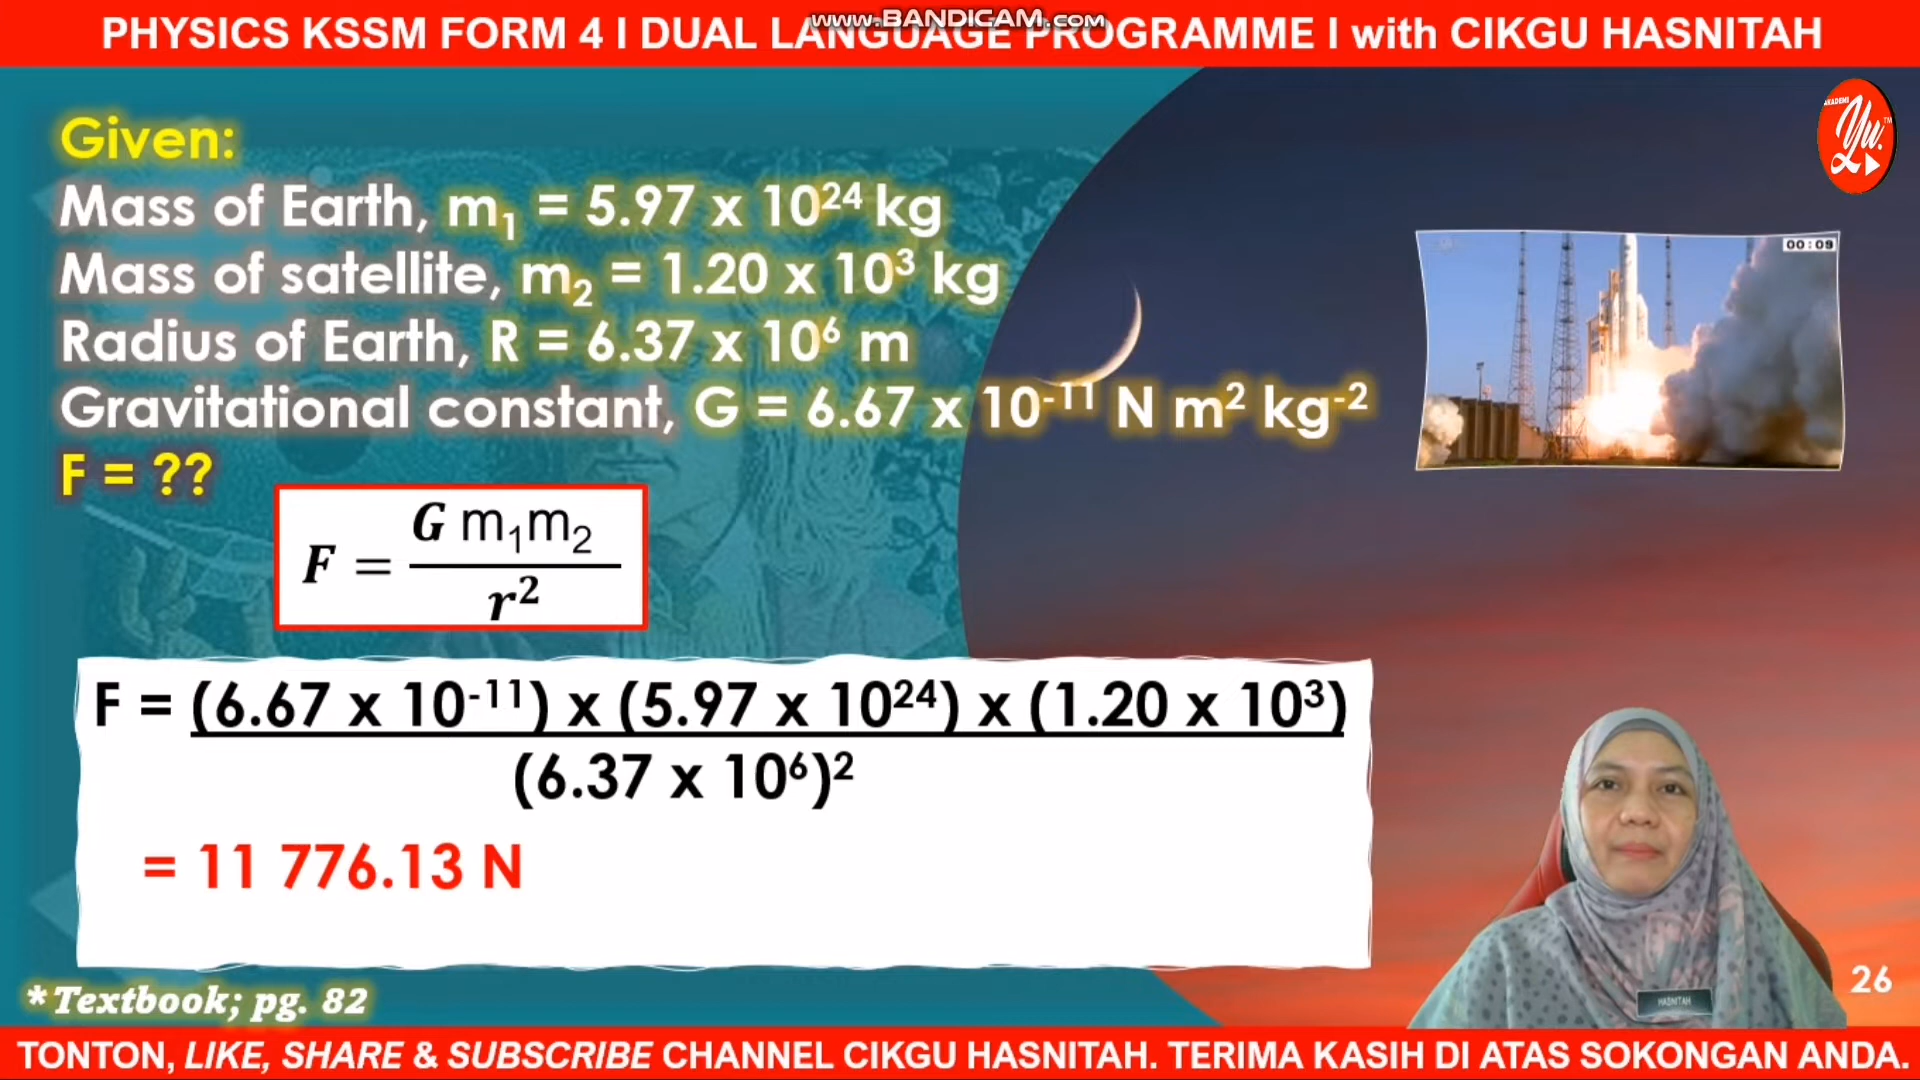 www.BANDICAM.com
PHYSICS KSSM FORM 4 I DUAL LANGUAGE PROGRAMME I with CIKGU HASNITAH
AKADEMI
Yu.
TM
Given:
Mass of Earth, m₁ = 5.97 x 10²⁴ kg
Mass of satellite, m₂ = 1.20 x 10³ kg
Radius of Earth, R = 6.37 x 10⁶ m
Gravitational constant, G = 6.67 x 10⁻¹¹ N m² kg⁻²
F = ??
00:09
F = G m₁m₂
r²
F = (6.67 x 10⁻¹¹) x (5.97 x 10²⁴) x (1.20 x 10³)
(6.37 x 10⁶)²
= 11 776.13 N
HASNITAH
26
*Textbook; pg. 82
TONTON, LIKE, SHARE & SUBSCRIBE CHANNEL CIKGU HASNITAH. TERIMA KASIH DI ATAS SOKONGAN ANDA.